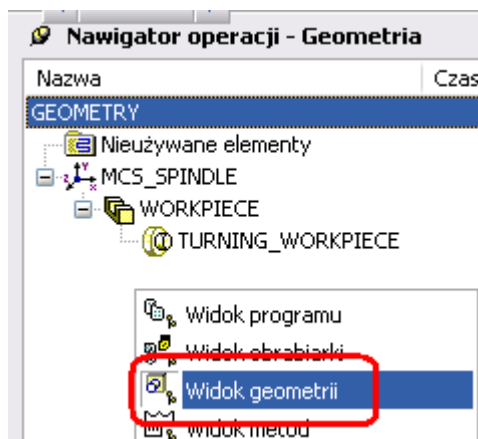 Nawigator operacji - Geometria
Nazwa Czas
GEOMETRY
Nieużywane elementy
MCS_SPINDLE
WORKPIECE
TURNING_WORKPIECE
Widok programu
Widok obrabiarki
Widok geometrii
Widok metod